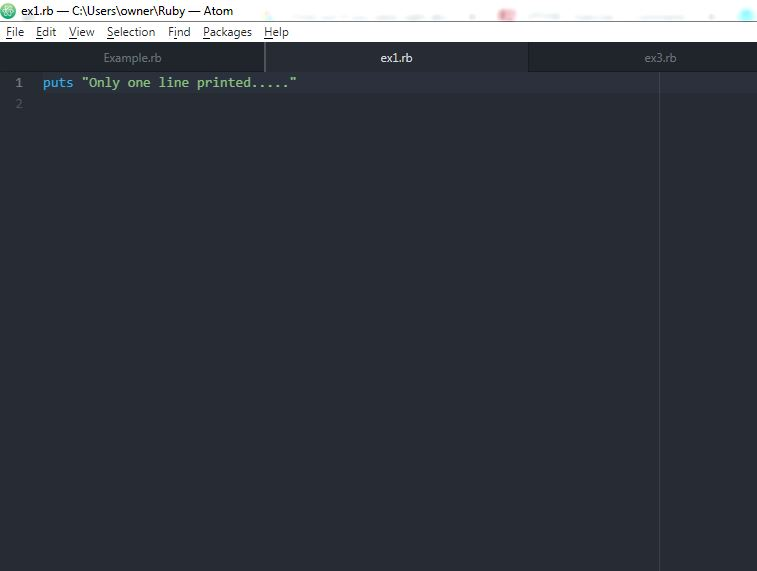 ex1.rb — C:\Users\owner\Ruby — Atom
File Edit View Selection Find Packages Help
Example.rb ex1.rb ex3.rb
1 puts "Only one line printed....."
2